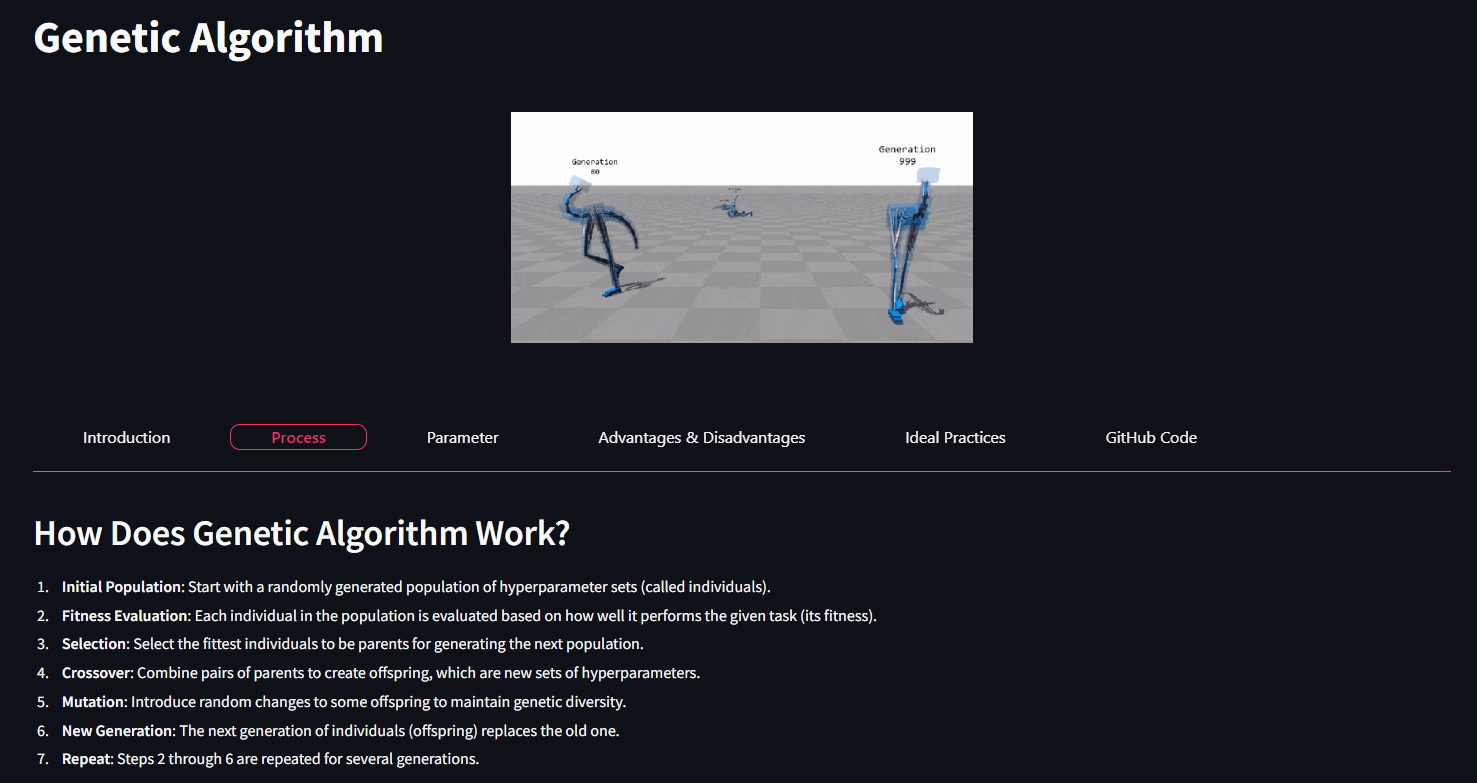 Genetic Algorithm
Generation
80
Generation
999
Introduction
Process
Parameter
Advantages & Disadvantages
Ideal Practices
GitHub Code
How Does Genetic Algorithm Work?
1. Initial Population: Start with a randomly generated population of hyperparameter sets (called individuals).
2. Fitness Evaluation: Each individual in the population is evaluated based on how well it performs the given task (its fitness).
3. Selection: Select the fittest individuals to be parents for generating the next population.
4. Crossover: Combine pairs of parents to create offspring, which are new sets of hyperparameters.
5. Mutation: Introduce random changes to some offspring to maintain genetic diversity.
6. New Generation: The next generation of individuals (offspring) replaces the old one.
7. Repeat: Steps 2 through 6 are repeated for several generations.